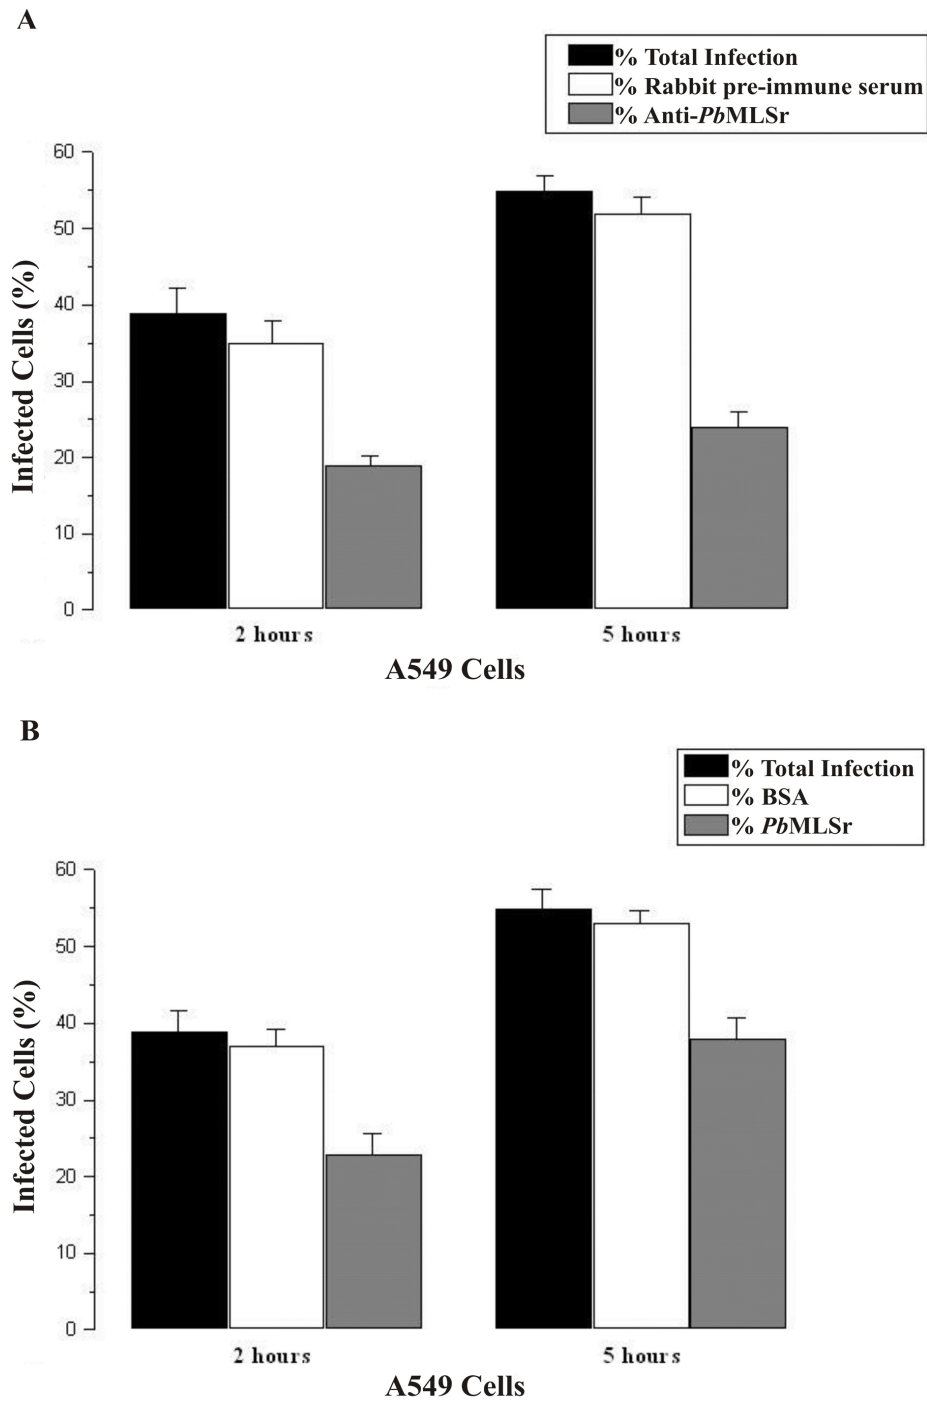 A
% Total Infection
% Rabbit pre-immune serum
% Anti-PbMLSr
60
50
40
30
20
10
0
Infected Cells (%)
2 hours
5 hours
A549 Cells
B
% Total Infection
% BSA
% PbMLSr
60
50
40
30
20
10
0
Infected Cells (%)
2 hours
5 hours
A549 Cells